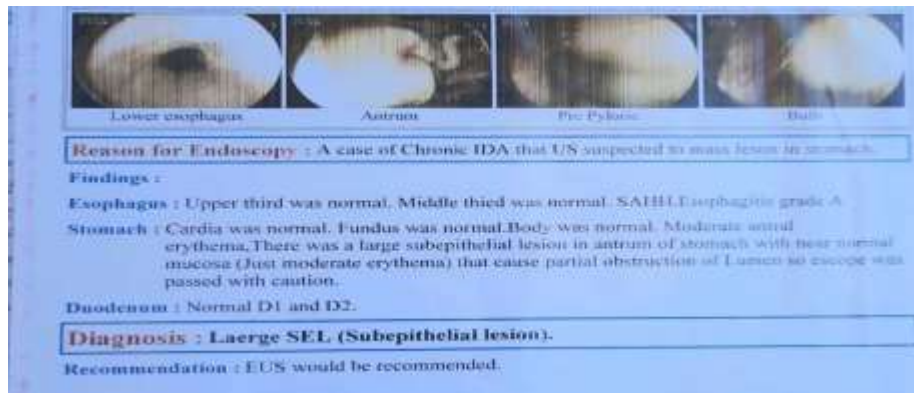 Lower esophagus Antrum Pre Pyloric Bulb
Reason for Endoscopy : A case of Chronic IDA that US suspected to mass lesion in stomach.
Findings :
Esophagus : Upper third was normal. Middle thied was normal. Esophagitis grade A
Stomach : Cardia was normal. Fundus was normal.Body was normal. Moderate antral
erythema.There was a large subepithelial lesion in antrum of stomach with near normal
mucosa (Just moderate erythema) that cause partial obstruction of Lumen so escope was
passed with caution.
Duodenum : Normal D1 and D2.
Diagnosis : Laerge SEL (Subepithelial lesion).
Recommendation : EUS would be recommended.